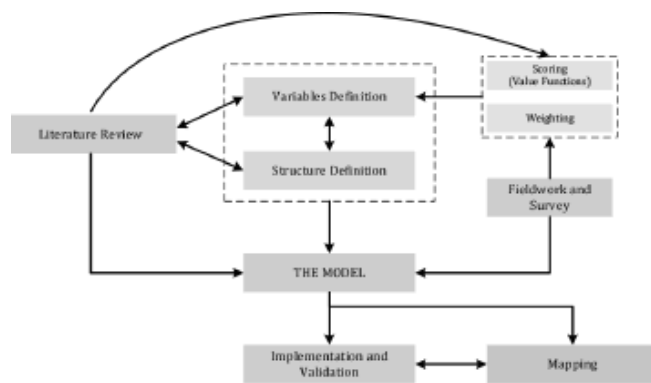 Scoring
(Value Functions)
Variables Definition
Weighting
Literature Review
Structure Definition
Fieldwork and
Survey
THE MODEL
Implementation and
Validation
Mapping